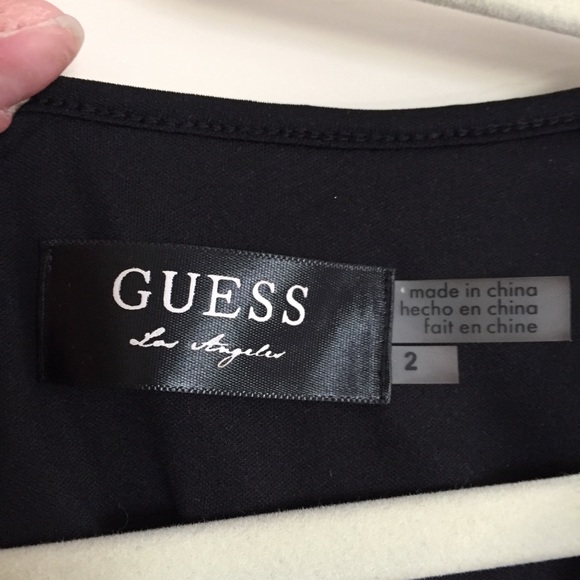 GUESS
Los Angeles
made in china
hecho en china
fait en chine
2